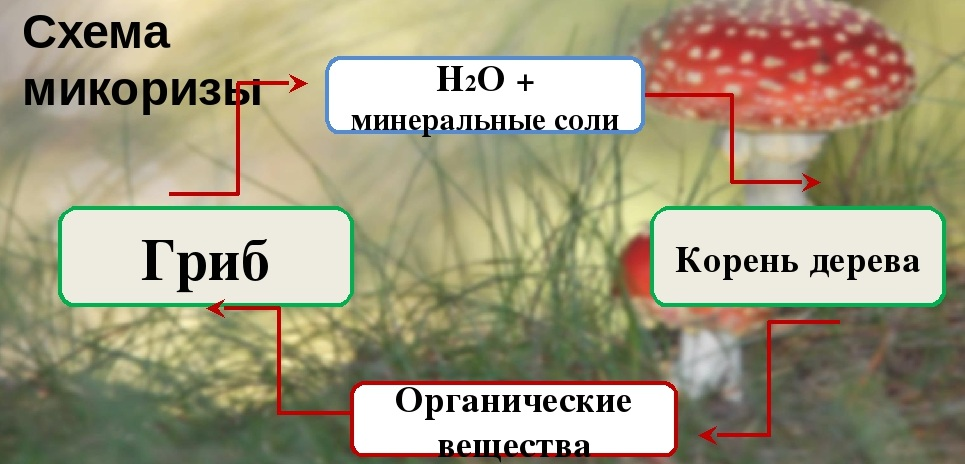 Схема
микоризы
H₂O +
минеральные соли
Гриб
Корень дерева
Органические
вещества